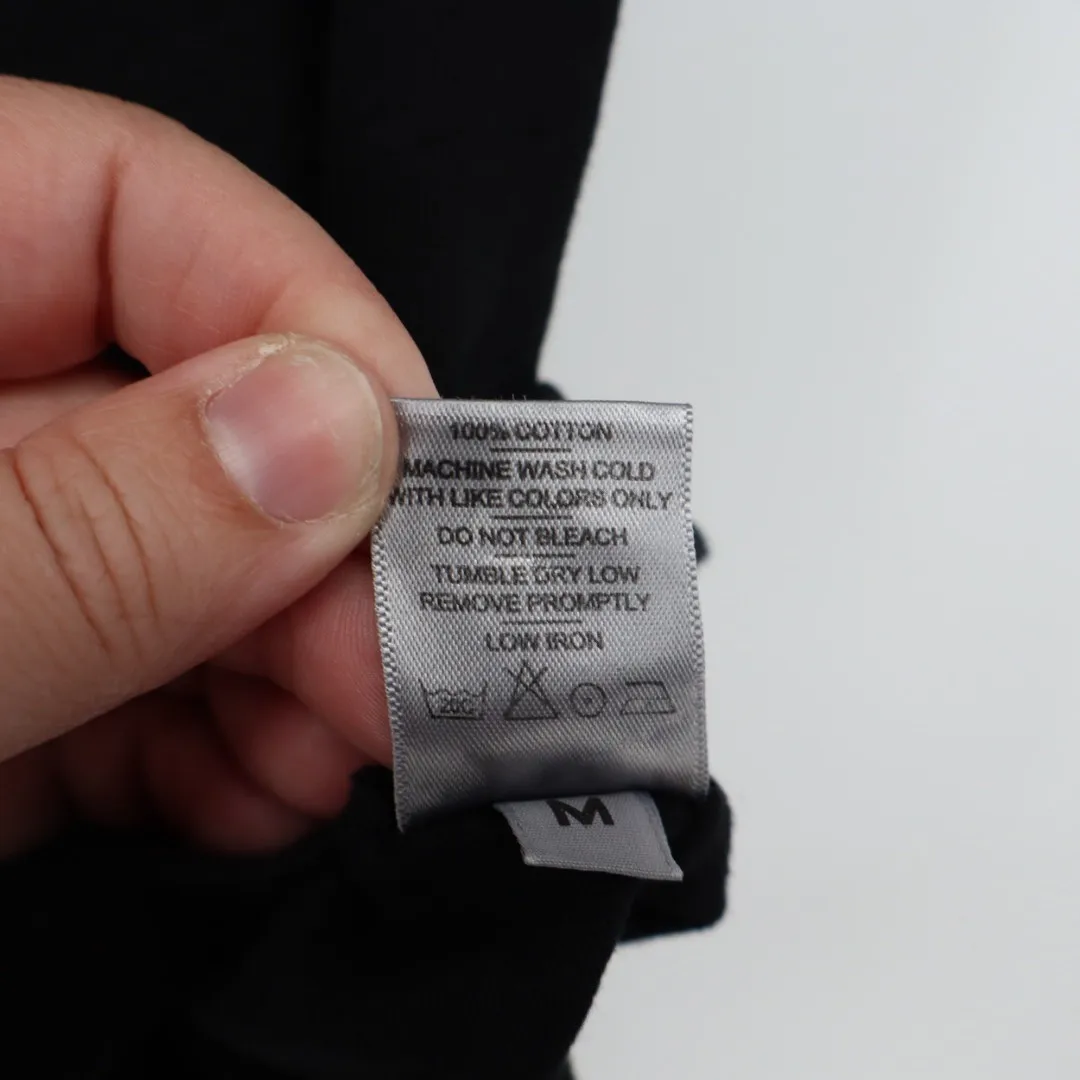 100% COTTON
MACHINE WASH COLD
WITH LIKE COLORS ONLY
DO NOT BLEACH
TUMBLE DRY LOW
REMOVE PROMPTLY
LOW IRON
20C
M